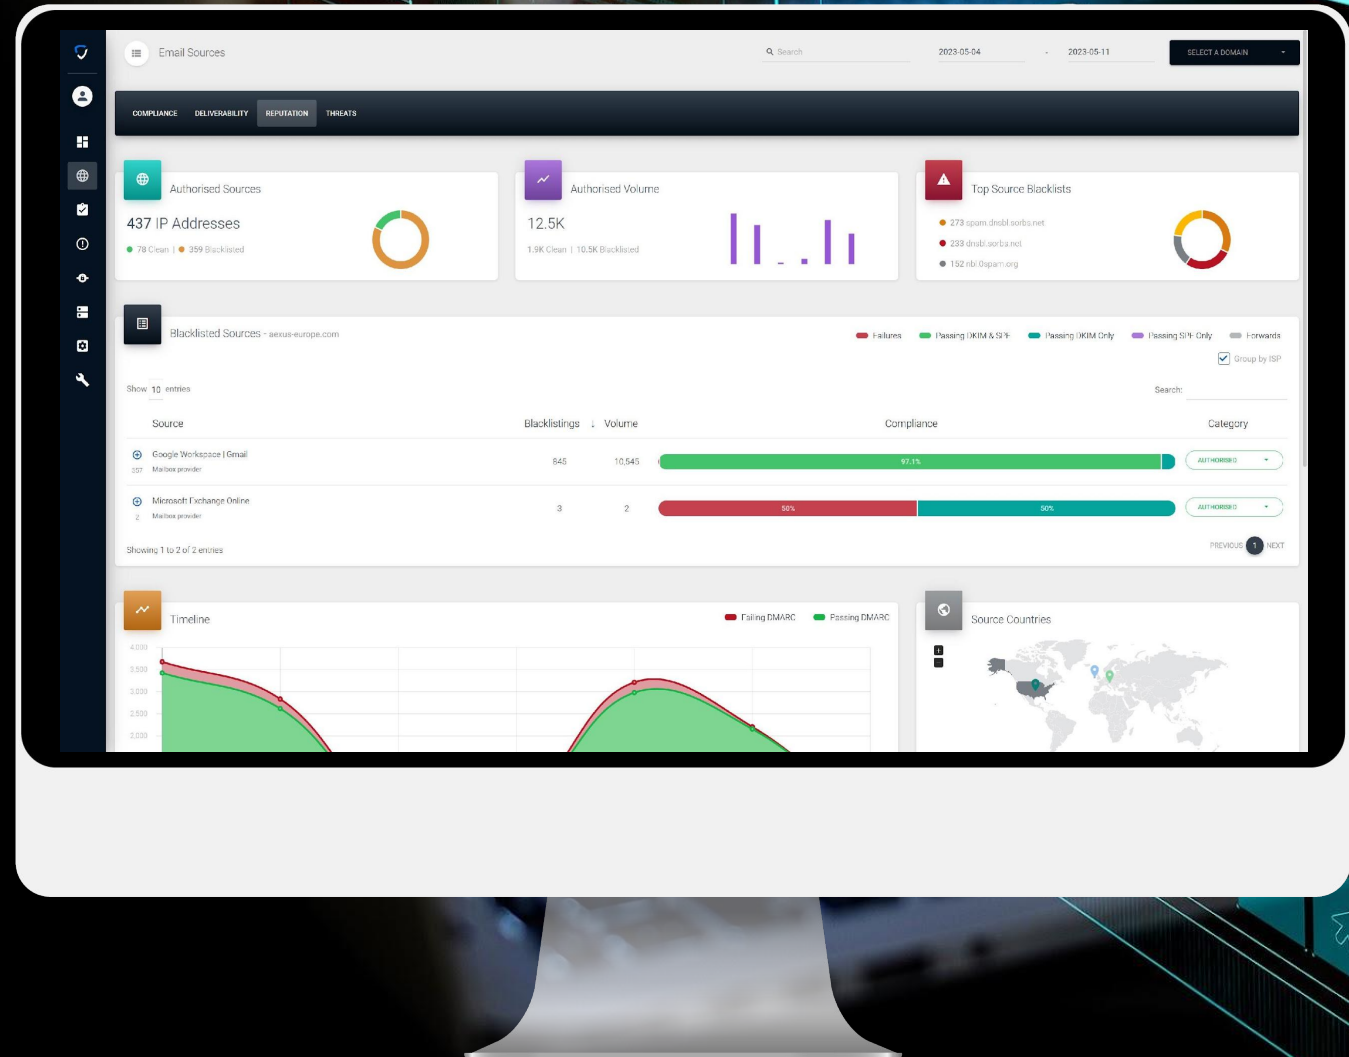 Email Sources
Search
2023-05-04 - 2023-05-11
SELECT A DOMAIN
COMPLIANCE DELIVERABILITY REPUTATION THREATS
Authorised Sources
437 IP Addresses
78 Clean | 359 Blacklisted
Authorised Volume
12.5K
1.9K Clean | 10.5K Blacklisted
Top Source Blacklists
273 spam.dnsbl.sorbs.net
233 dnsbl.sorbs.net
152 nbl.0spam.org
Blacklisted Sources - aexus-europe.com
Failures Passing DKIM & SPF Passing DKIM Only Passing SPF Only Forwards
Group by ISP
Show 10 entries
Search:
Source Blacklistings ↓ Volume Compliance Category
Google Workspace | Gmail
357 Mailbox provider
845 10,545 97.1% AUTHORISED
Microsoft Exchange Online
2 Mailbox provider
3 2 50% 50% AUTHORISED
Showing 1 to 2 of 2 entries
PREVIOUS 1 NEXT
Timeline
Failing DMARC Passing DMARC
4,000
3,500
3,000
2,500
2,000
Source Countries